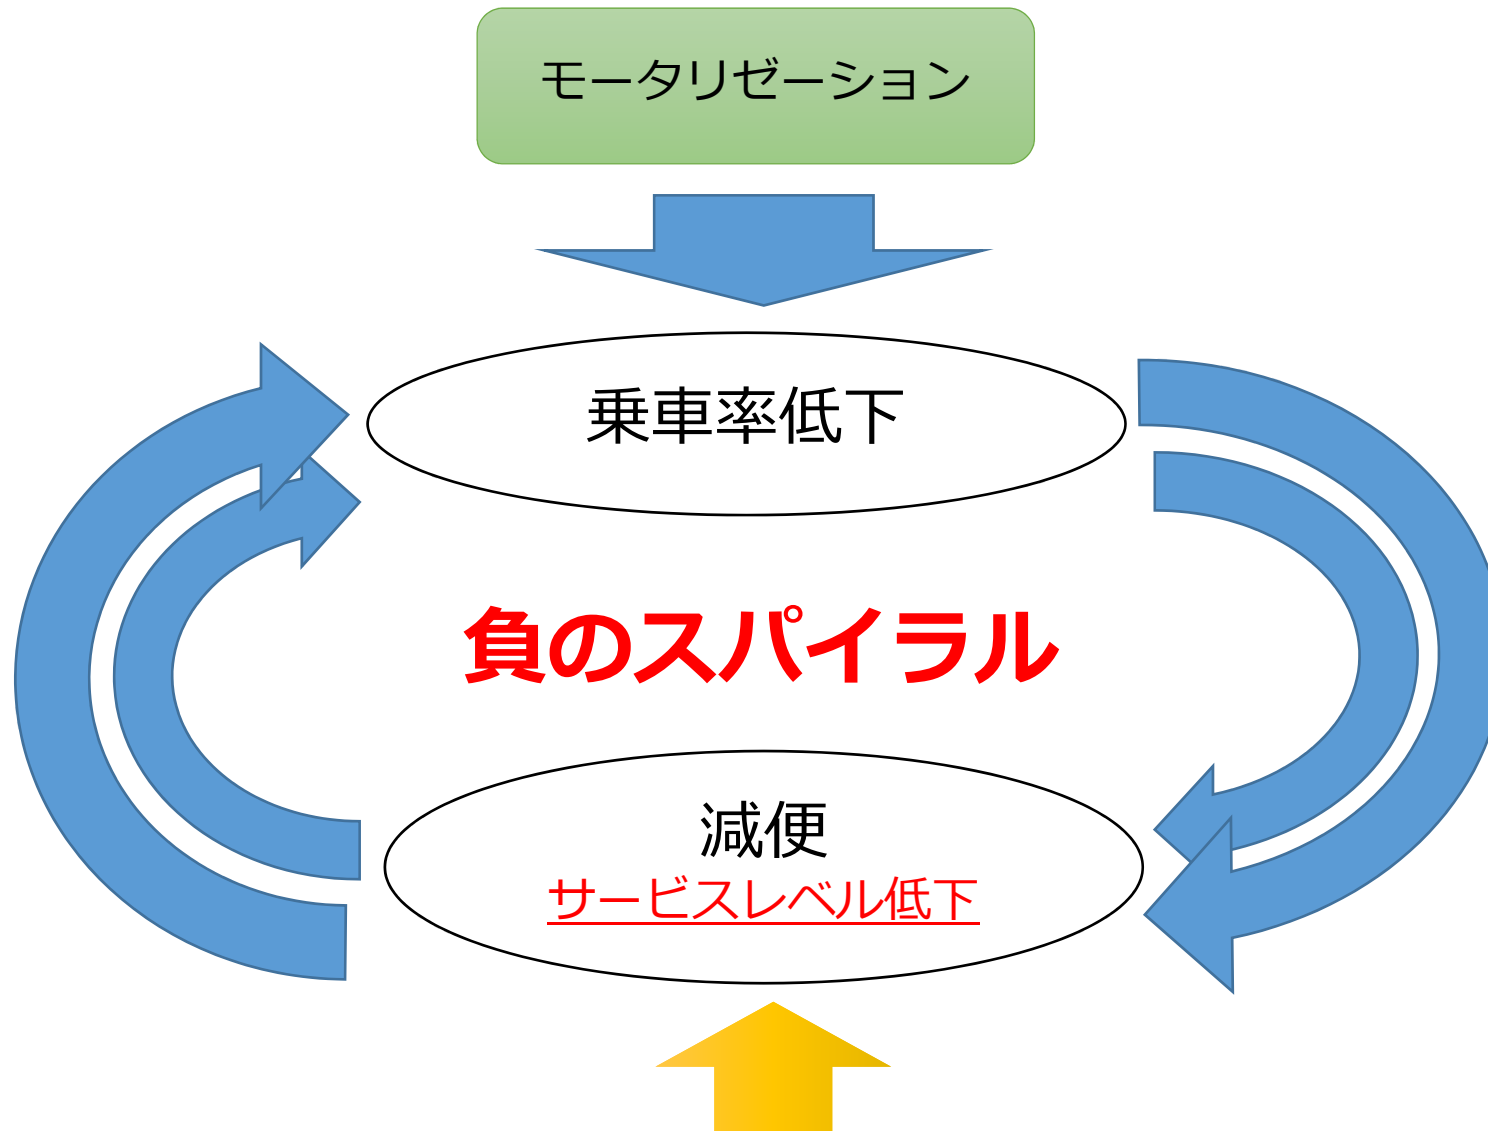 モータリゼーション
乗車率低下
負のスパイラル
減便
サービスレベル低下